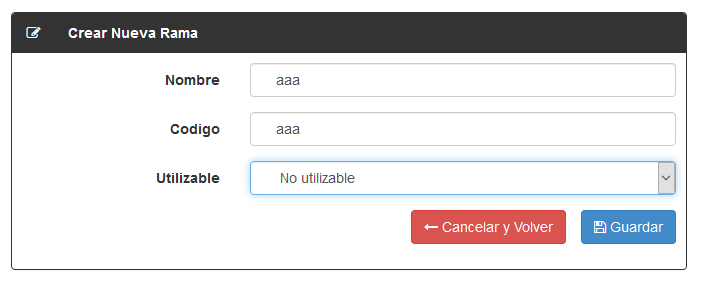 Crear Nueva Rama
Nombre aaa
Codigo aaa
Utilizable No utilizable
Cancelar y Volver Guardar